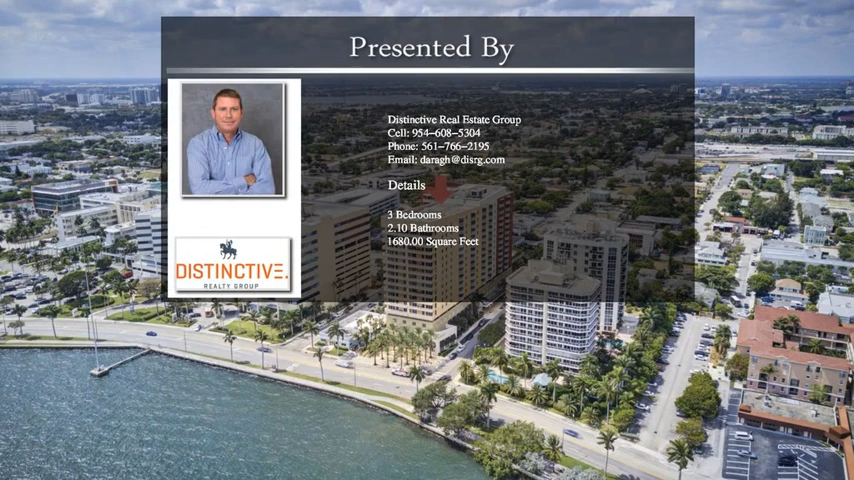 Presented By
Distinctive Real Estate Group
Cell: 954-608-5304
Phone: 561-766-2195
Email: daragh@disrg.com
Details
3 Bedrooms
2.10 Bathrooms
1680.00 Square Feet
DISTINCTIVE.
REALTY GROUP